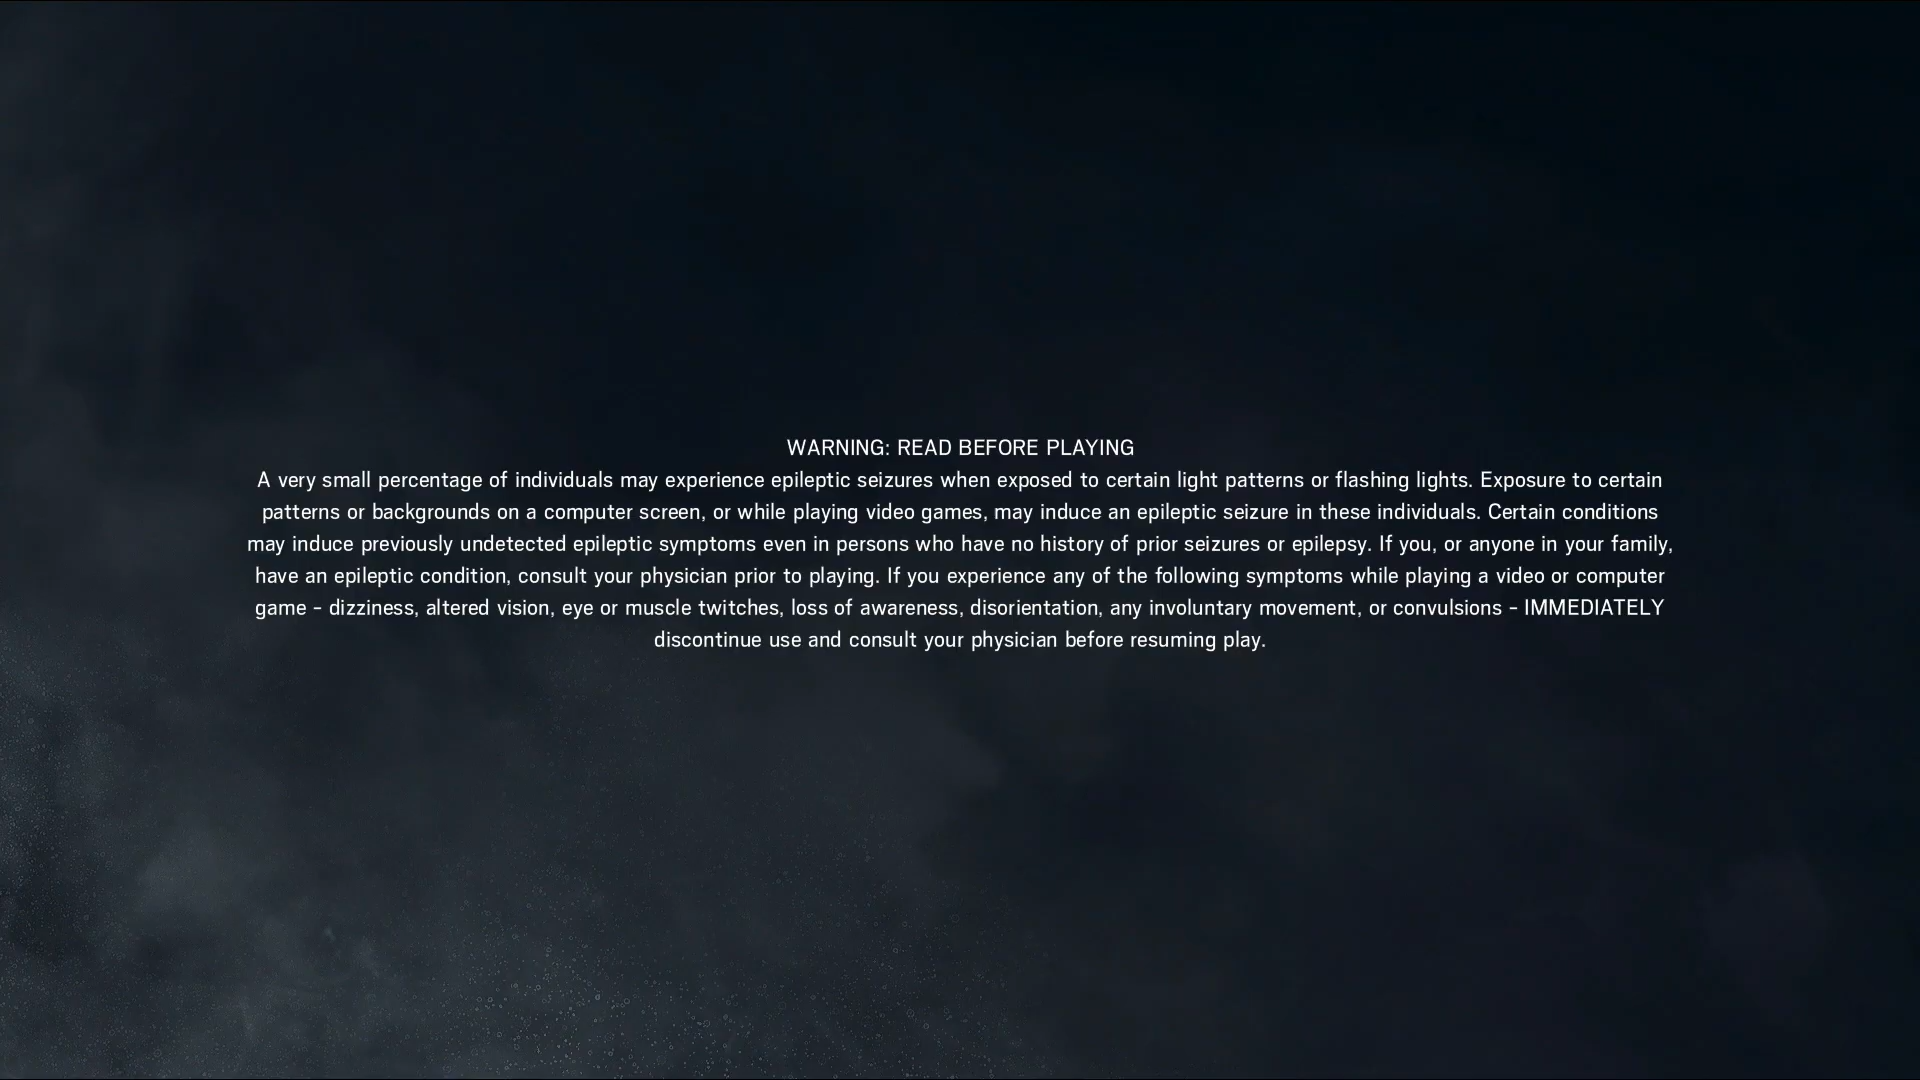 WARNING: READ BEFORE PLAYING
A very small percentage of individuals may experience epileptic seizures when exposed to certain light patterns or flashing lights. Exposure to certain
patterns or backgrounds on a computer screen, or while playing video games, may induce an epileptic seizure in these individuals. Certain conditions
may induce previously undetected epileptic symptoms even in persons who have no history of prior seizures or epilepsy. If you, or anyone in your family,
have an epileptic condition, consult your physician prior to playing. If you experience any of the following symptoms while playing a video or computer
game - dizziness, altered vision, eye or muscle twitches, loss of awareness, disorientation, any involuntary movement, or convulsions - IMMEDIATELY
discontinue use and consult your physician before resuming play.